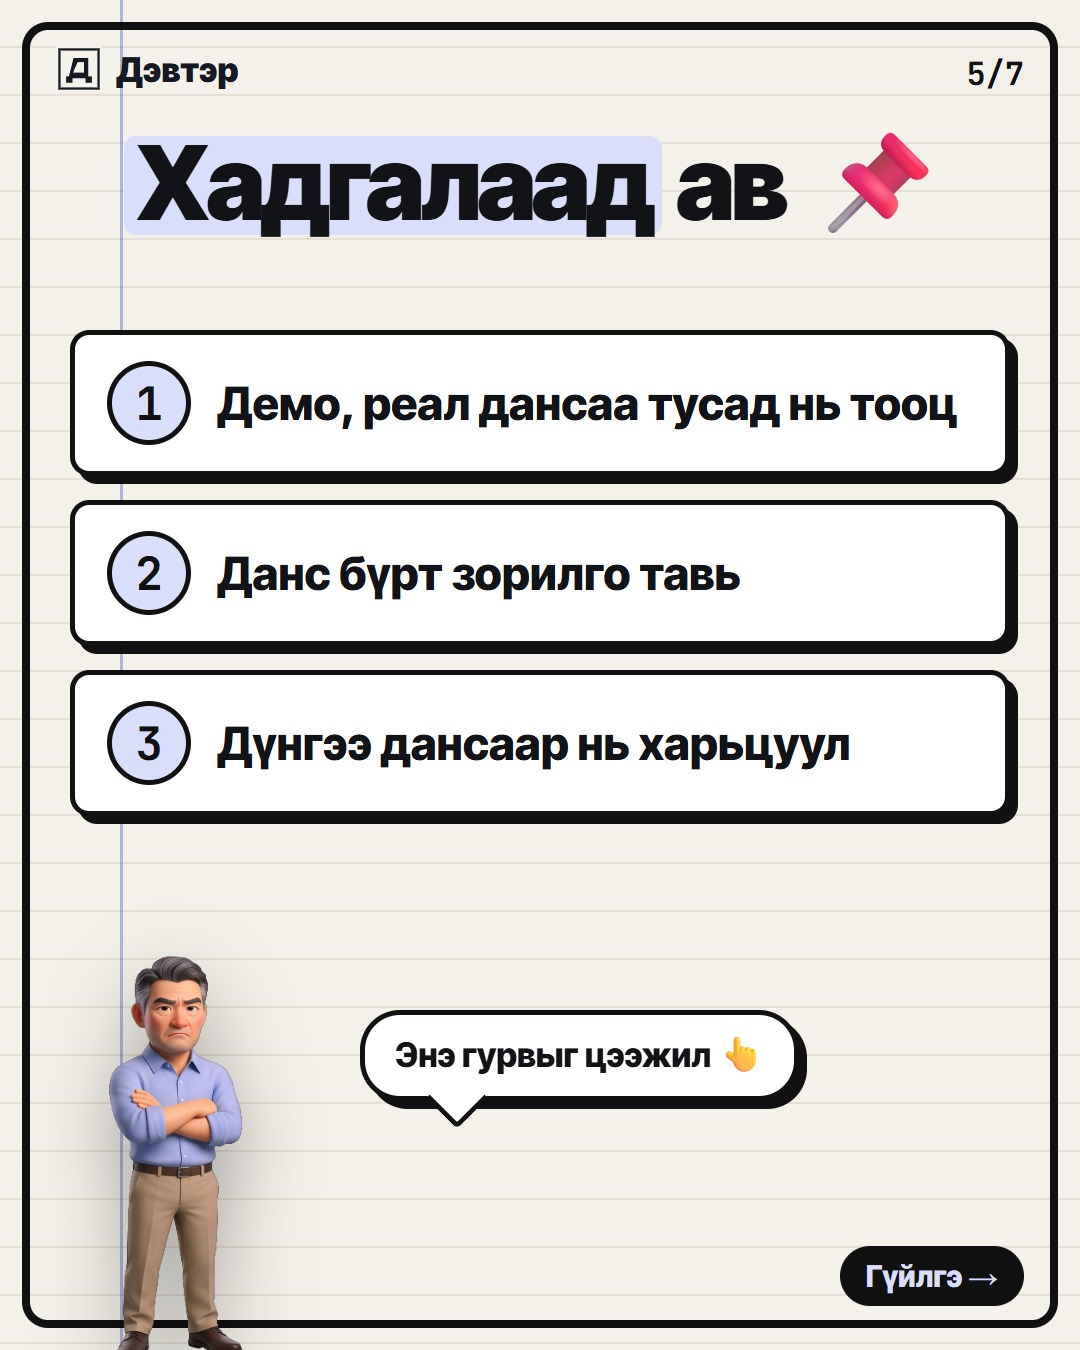 Д Дэвтэр
5/7
Хадгалаад ав 📌
1 Демо, реал дансаа тусад нь тооц
2 Данс бүрт зорилго тавь
3 Дүнгээ дансаар нь харьцуул
Энэ гурвыг цээжил 👆
Гүйлгэ →